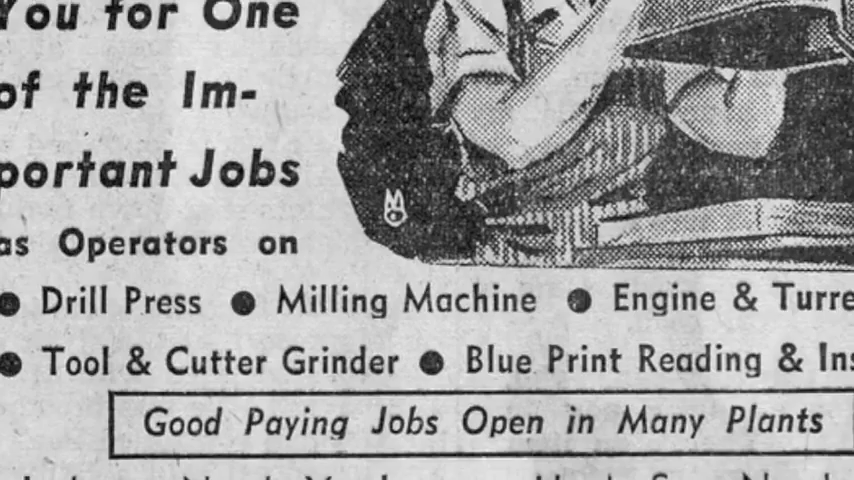 You for One
of the Im-
portant Jobs
as Operators on
● Drill Press ● Milling Machine ● Engine & Turre
● Tool & Cutter Grinder ● Blue Print Reading & Ins
Good Paying Jobs Open in Many Plants